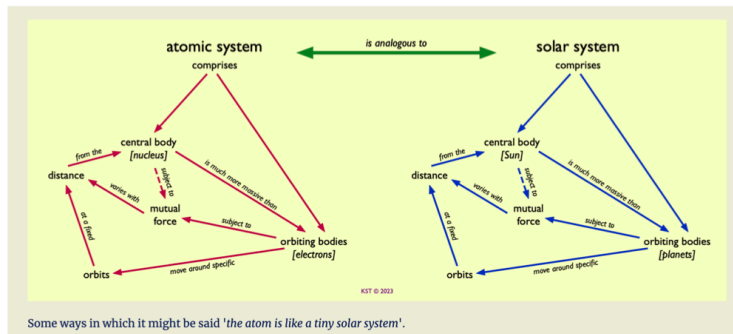 is analogous to
atomic system
comprises
central body
[nucleus]
from the
distance
subject to
is much more massive than
varies with
mutual
force
at a fixed
subject to
orbiting bodies
[electrons]
move around specific
orbits
solar system
comprises
central body
[Sun]
from the
distance
subject to
is much more massive than
varies with
mutual
force
at a fixed
subject to
orbiting bodies
[planets]
move around specific
orbits
KST © 2023
Some ways in which it might be said 'the atom is like a tiny solar system'.